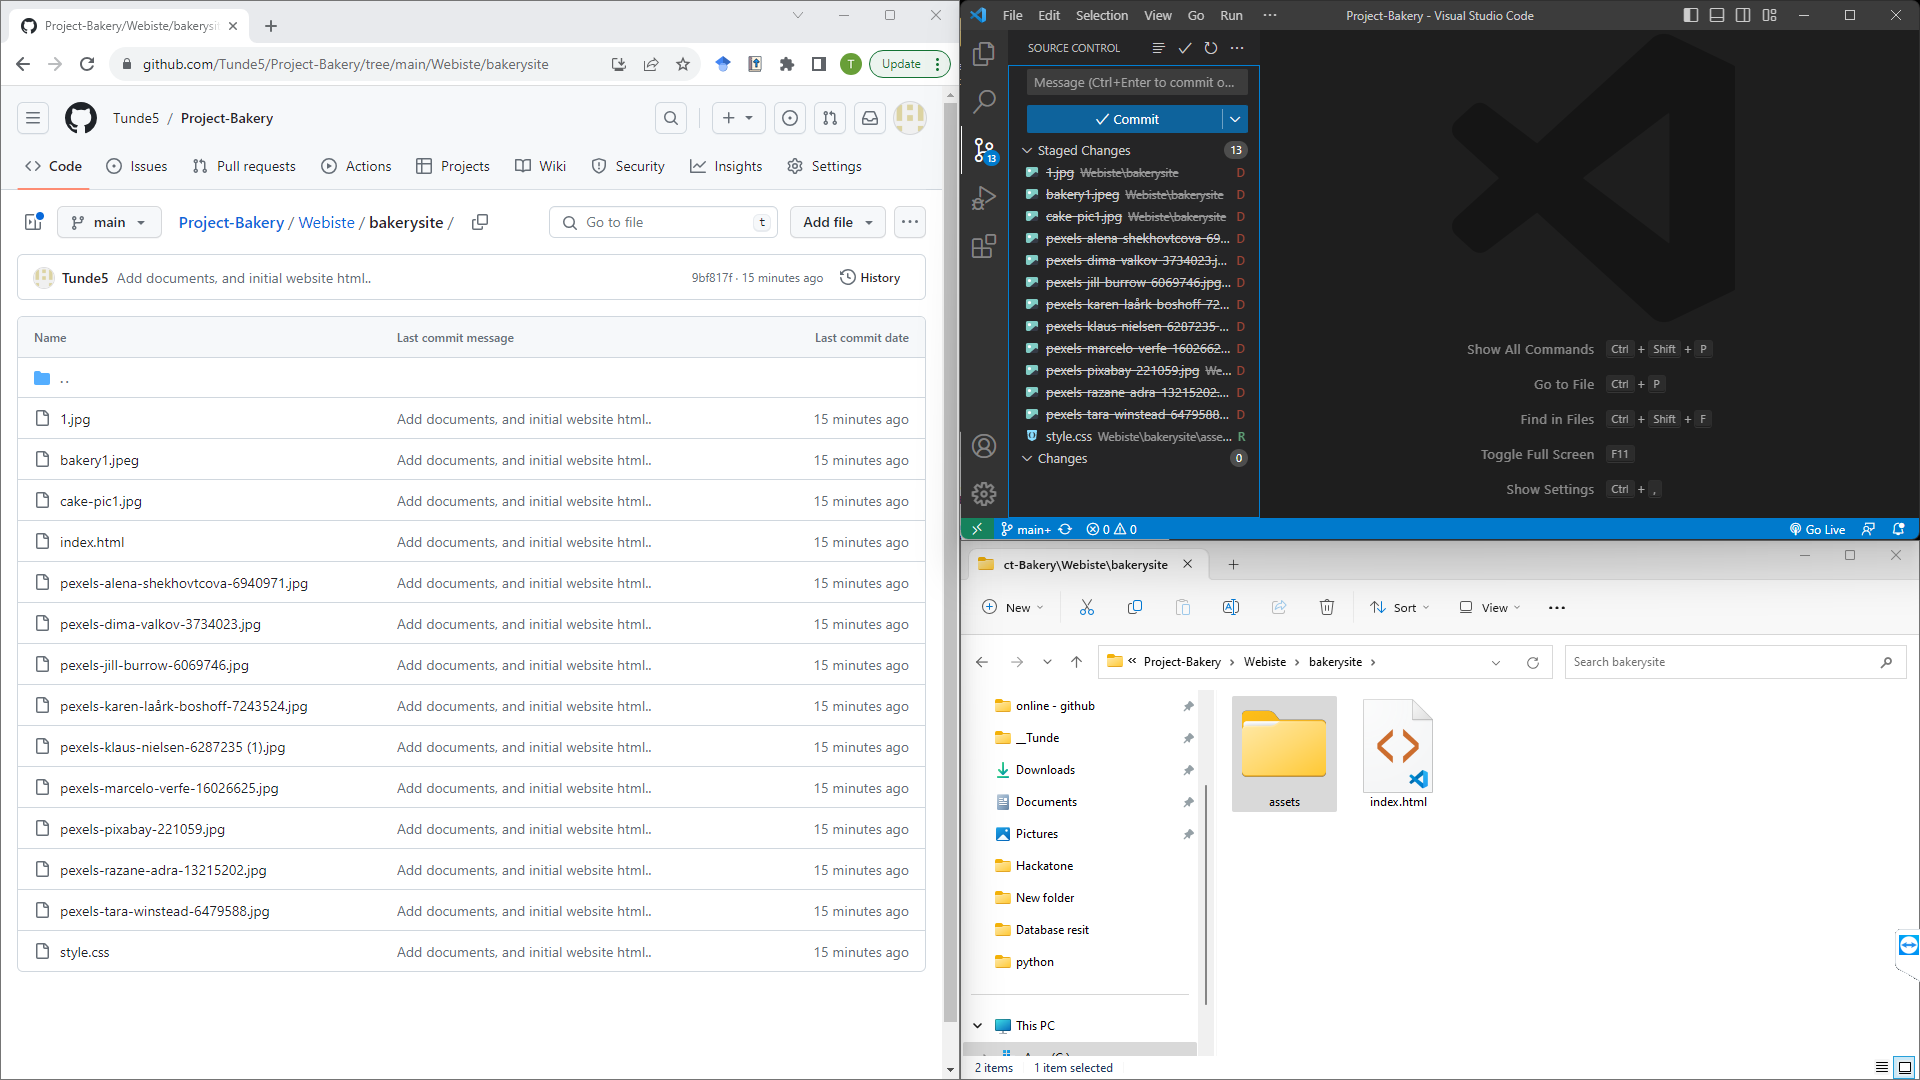 Project-Bakery/Webiste/bakerysit
github.com/Tunde5/Project-Bakery/tree/main/Webiste/bakerysite
T
Update
Tunde5 / Project-Bakery
Code
Issues
Pull requests
Actions
Projects
Wiki
Security
Insights
Settings
main
Project-Bakery / Webiste / bakerysite /
Go to file
t
Add file
Tunde5 Add documents, and initial website html..
9bf817f · 15 minutes ago
History
Name Last commit message Last commit date
..
1.jpg Add documents, and initial website html.. 15 minutes ago
bakery1.jpeg Add documents, and initial website html.. 15 minutes ago
cake-pic1.jpg Add documents, and initial website html.. 15 minutes ago
index.html Add documents, and initial website html.. 15 minutes ago
pexels-alena-shekhovtcova-6940971.jpg Add documents, and initial website html.. 15 minutes ago
pexels-dima-valkov-3734023.jpg Add documents, and initial website html.. 15 minutes ago
pexels-jill-burrow-6069746.jpg Add documents, and initial website html.. 15 minutes ago
pexels-karen-laårk-boshoff-7243524.jpg Add documents, and initial website html.. 15 minutes ago
pexels-klaus-nielsen-6287235 (1).jpg Add documents, and initial website html.. 15 minutes ago
pexels-marcelo-verfe-16026625.jpg Add documents, and initial website html.. 15 minutes ago
pexels-pixabay-221059.jpg Add documents, and initial website html.. 15 minutes ago
pexels-razane-adra-13215202.jpg Add documents, and initial website html.. 15 minutes ago
pexels-tara-winstead-6479588.jpg Add documents, and initial website html.. 15 minutes ago
style.css Add documents, and initial website html.. 15 minutes ago
File Edit Selection View Go Run ···
Project-Bakery - Visual Studio Code
SOURCE CONTROL
Message (Ctrl+Enter to commit o...
Commit
13
Staged Changes 13
1.jpg Webiste\bakerysite D
bakery1.jpeg Webiste\bakerysite D
cake-pic1.jpg Webiste\bakerysite D
pexels-alena-shekhovtcova-69... D
pexels-dima-valkov-3734023.j... D
pexels-jill-burrow-6069746.jpg... D
pexels-karen-laårk-boshoff-72... D
pexels-klaus-nielsen-6287235-... D
pexels-marcelo-verfe-1602662... D
pexels-pixabay-221059.jpg We... D
pexels-razane-adra-13215202.... D
pexels-tara-winstead-6479588... D
style.css Webiste\bakerysite\asse... R
Changes 0
Show All Commands Ctrl + Shift + P
Go to File Ctrl + P
Find in Files Ctrl + Shift + F
Toggle Full Screen F11
Show Settings Ctrl + ,
main+ 0 0
Go Live
ct-Bakery\Webiste\bakerysite
New
Sort
View
Project-Bakery > Webiste > bakerysite >
Search bakerysite
online - github
__Tunde
Downloads
Documents
Pictures
Hackatone
New folder
Database resit
python
This PC
assets
index.html
2 items 1 item selected